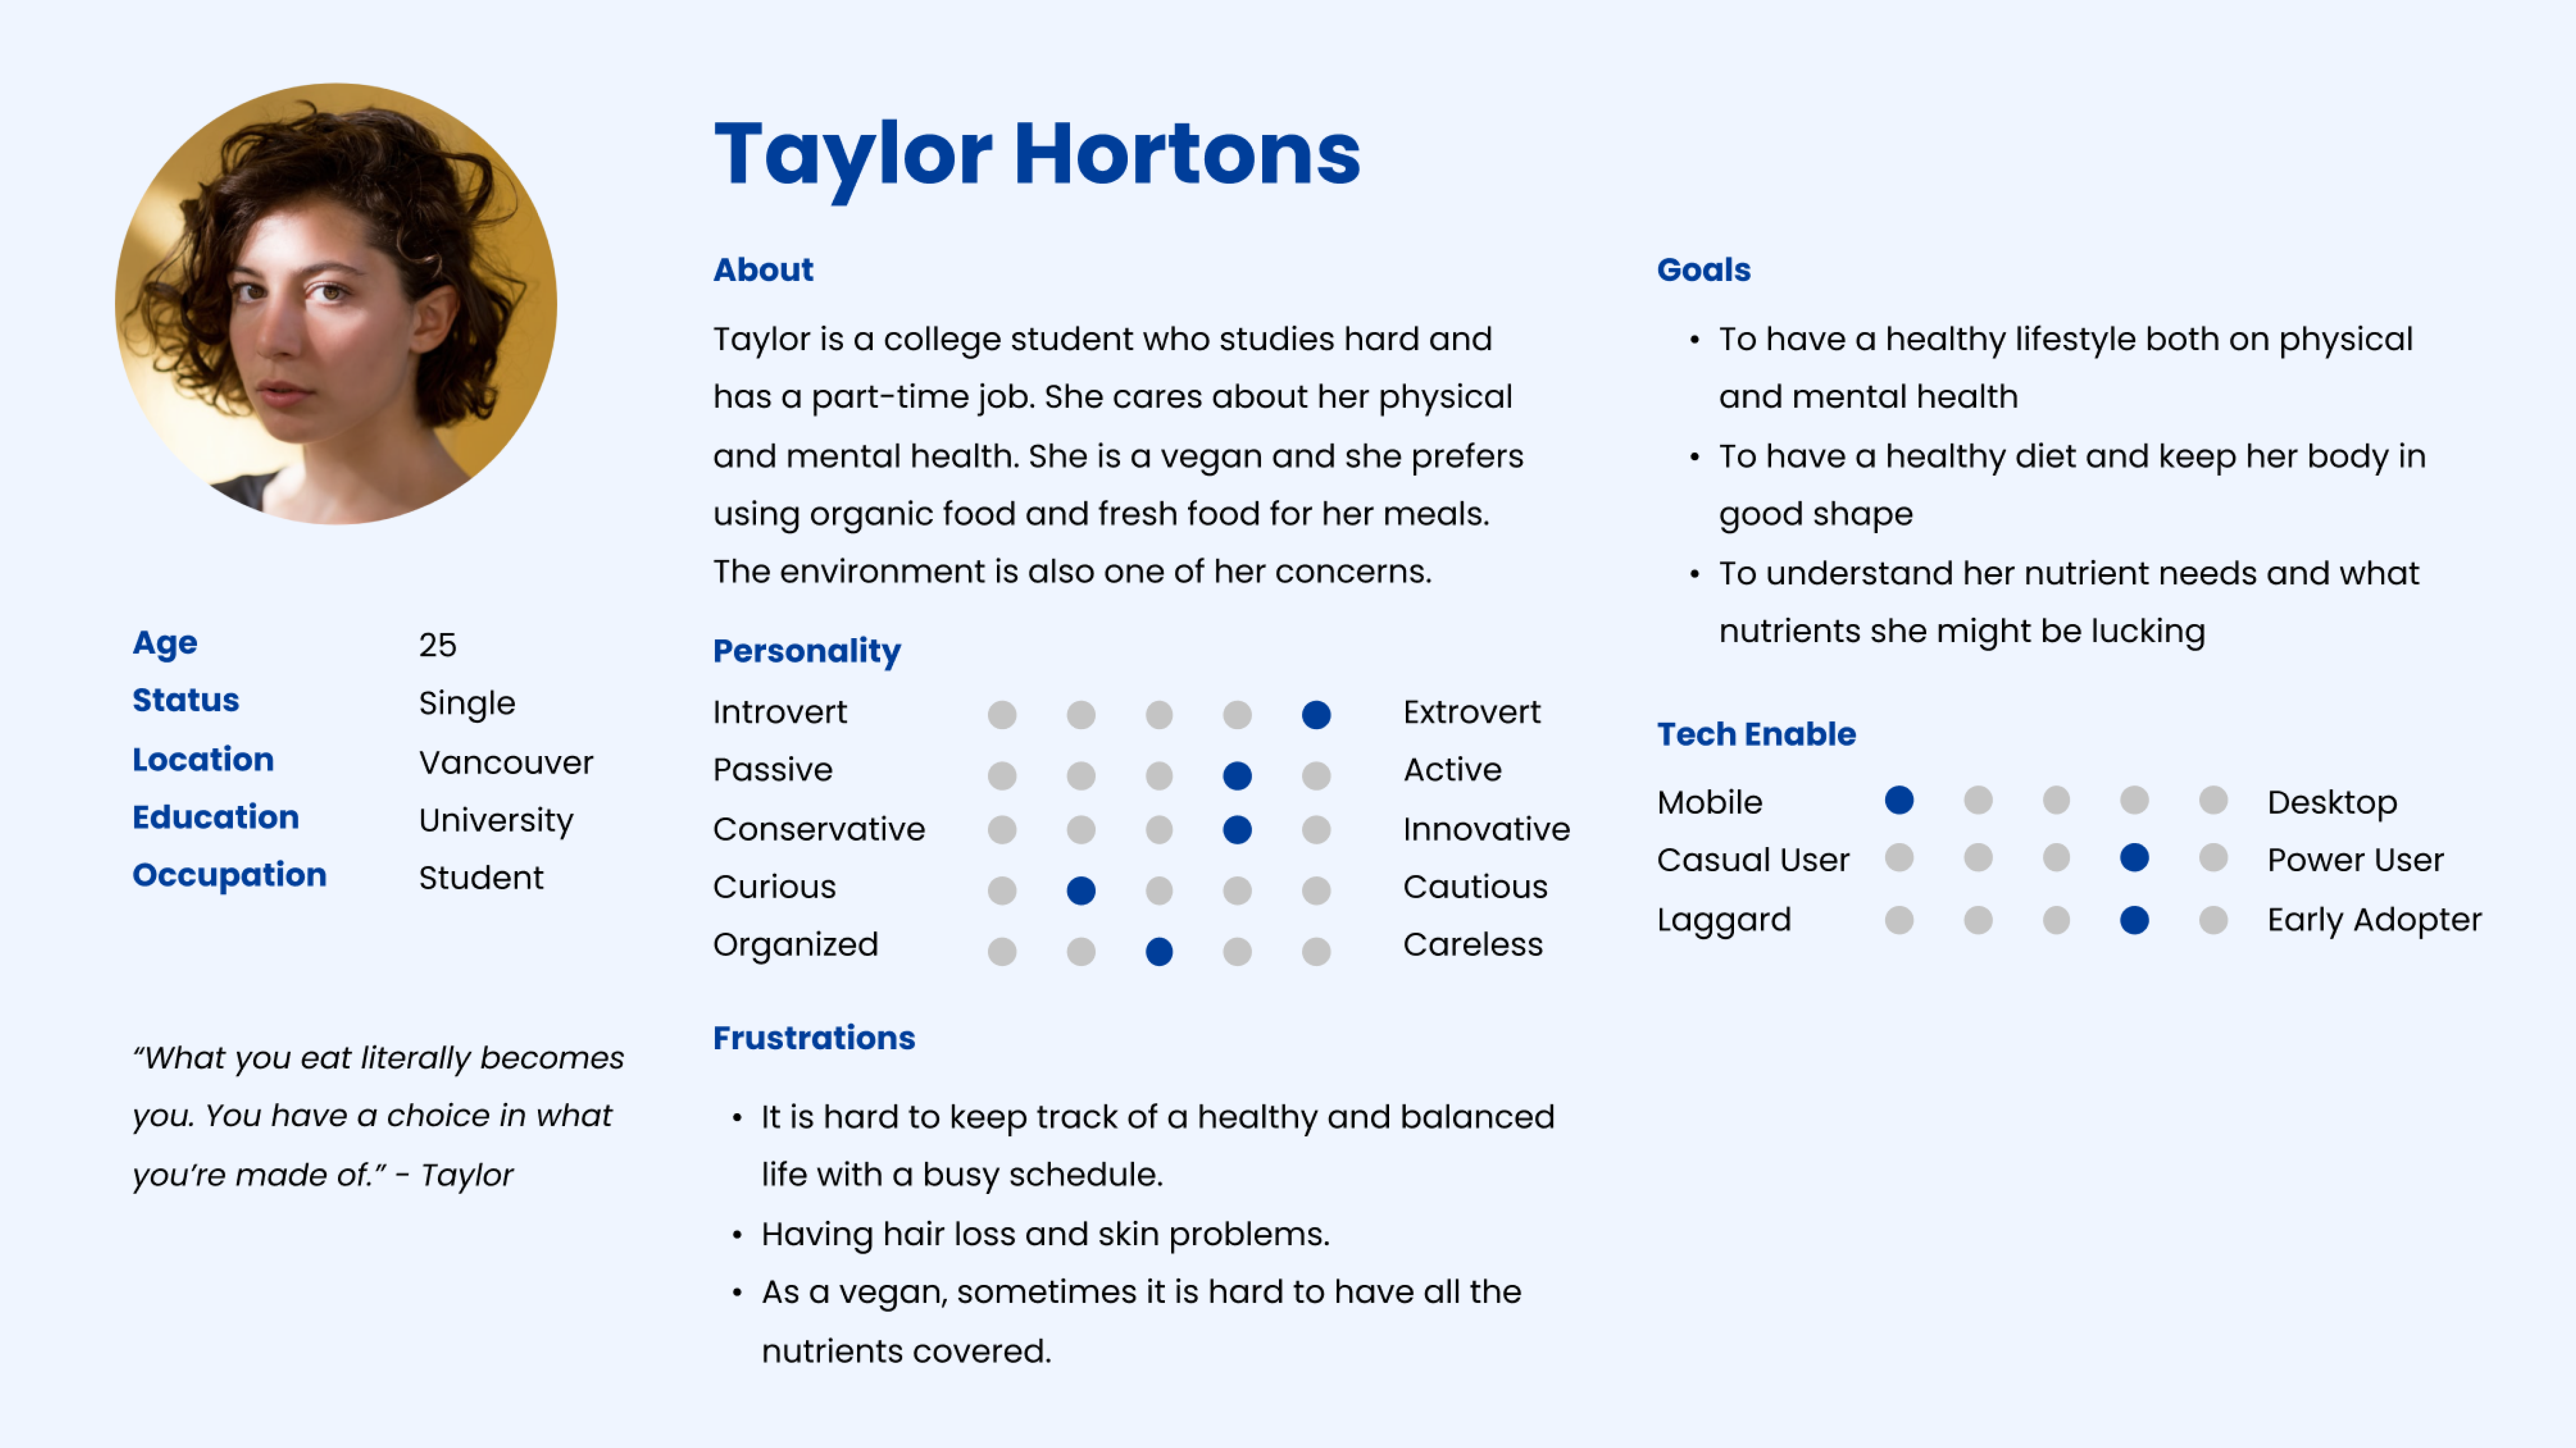 Taylor Hortons
Age 25
Status Single
Location Vancouver
Education University
Occupation Student
“What you eat literally becomes
you. You have a choice in what
you’re made of.” - Taylor
About
Taylor is a college student who studies hard and
has a part-time job. She cares about her physical
and mental health. She is a vegan and she prefers
using organic food and fresh food for her meals.
The environment is also one of her concerns.
Personality
Introvert Extrovert
Passive Active
Conservative Innovative
Curious Cautious
Organized Careless
Frustrations
• It is hard to keep track of a healthy and balanced
life with a busy schedule.
• Having hair loss and skin problems.
• As a vegan, sometimes it is hard to have all the
nutrients covered.
Goals
• To have a healthy lifestyle both on physical
and mental health
• To have a healthy diet and keep her body in
good shape
• To understand her nutrient needs and what
nutrients she might be lucking
Tech Enable
Mobile Desktop
Casual User Power User
Laggard Early Adopter